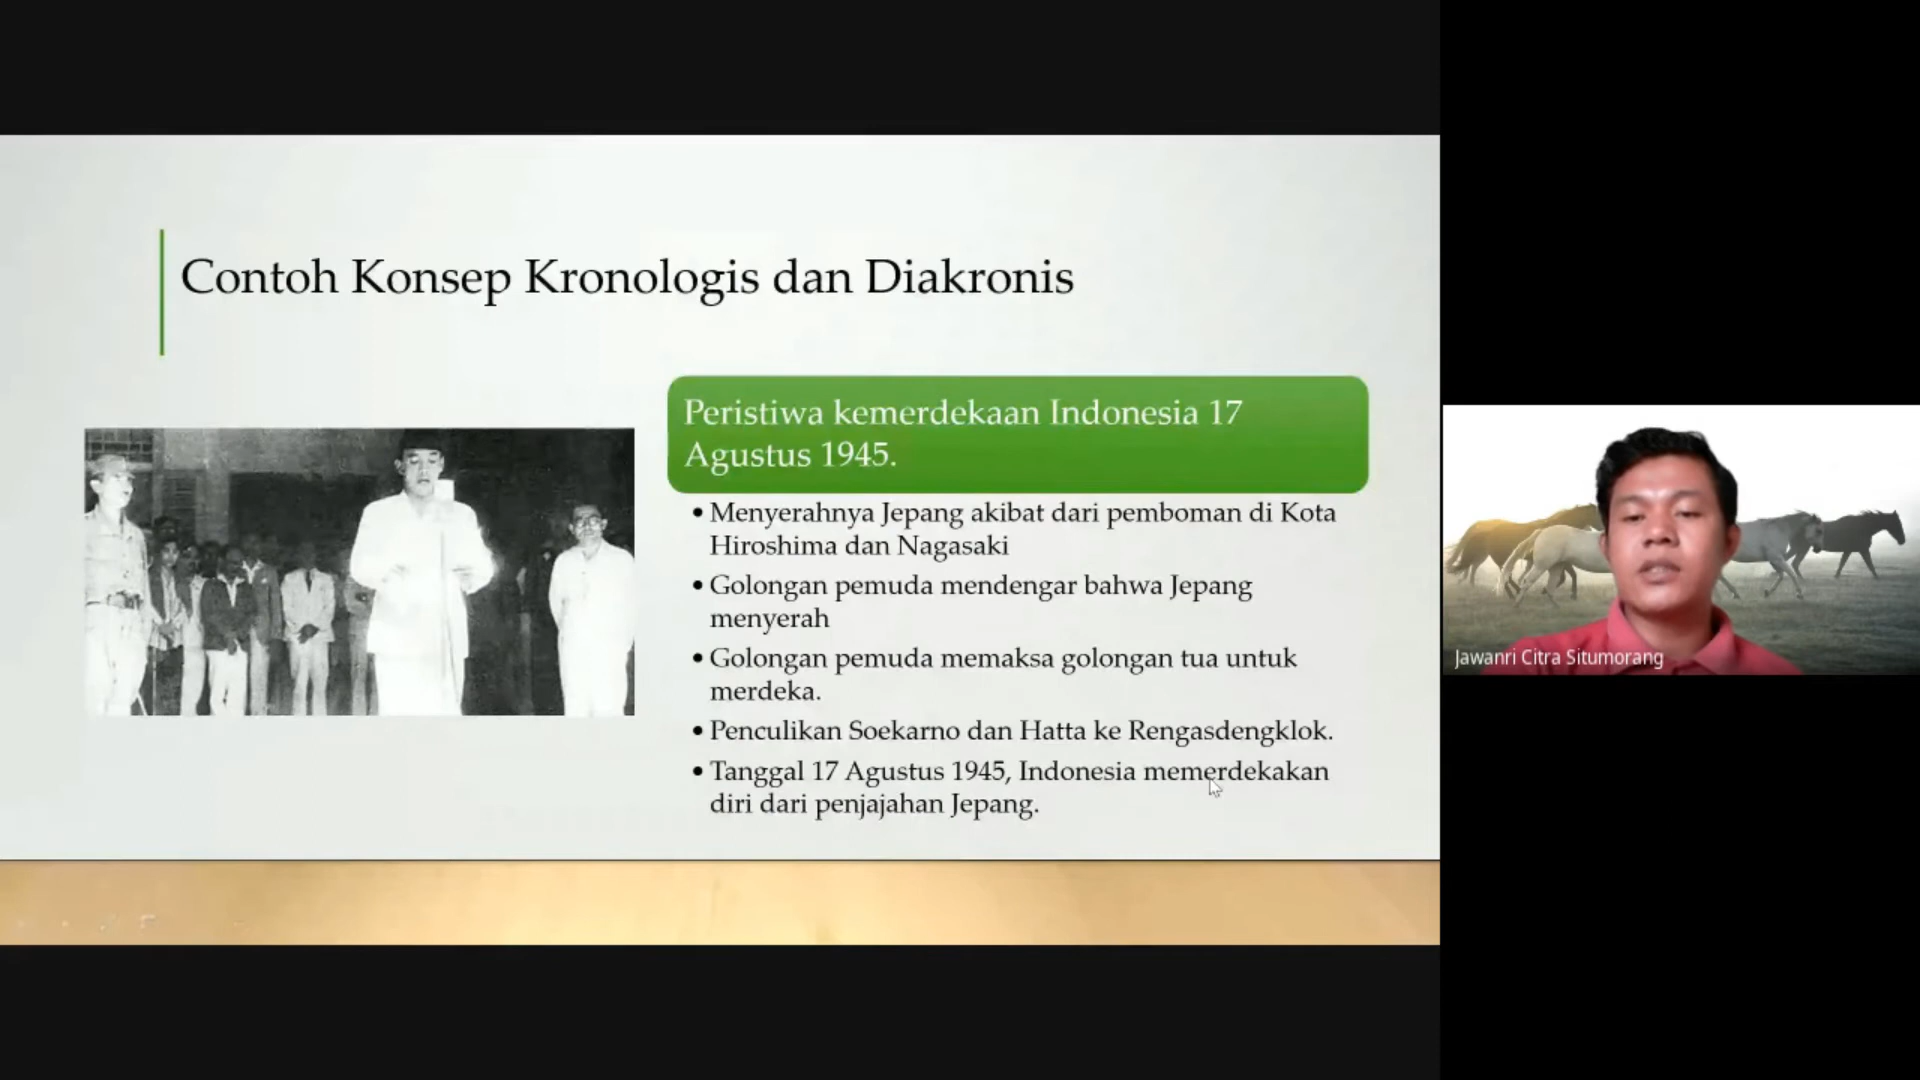 Contoh Konsep Kronologis dan Diakronis
Peristiwa kemerdekaan Indonesia 17
Agustus 1945.
• Menyerahnya Jepang akibat dari pemboman di Kota
Hiroshima dan Nagasaki
• Golongan pemuda mendengar bahwa Jepang
menyerah
• Golongan pemuda memaksa golongan tua untuk
merdeka.
• Penculikan Soekarno dan Hatta ke Rengasdengklok.
• Tanggal 17 Agustus 1945, Indonesia memerdekakan
diri dari penjajahan Jepang.
Jawanri Citra Situmorang